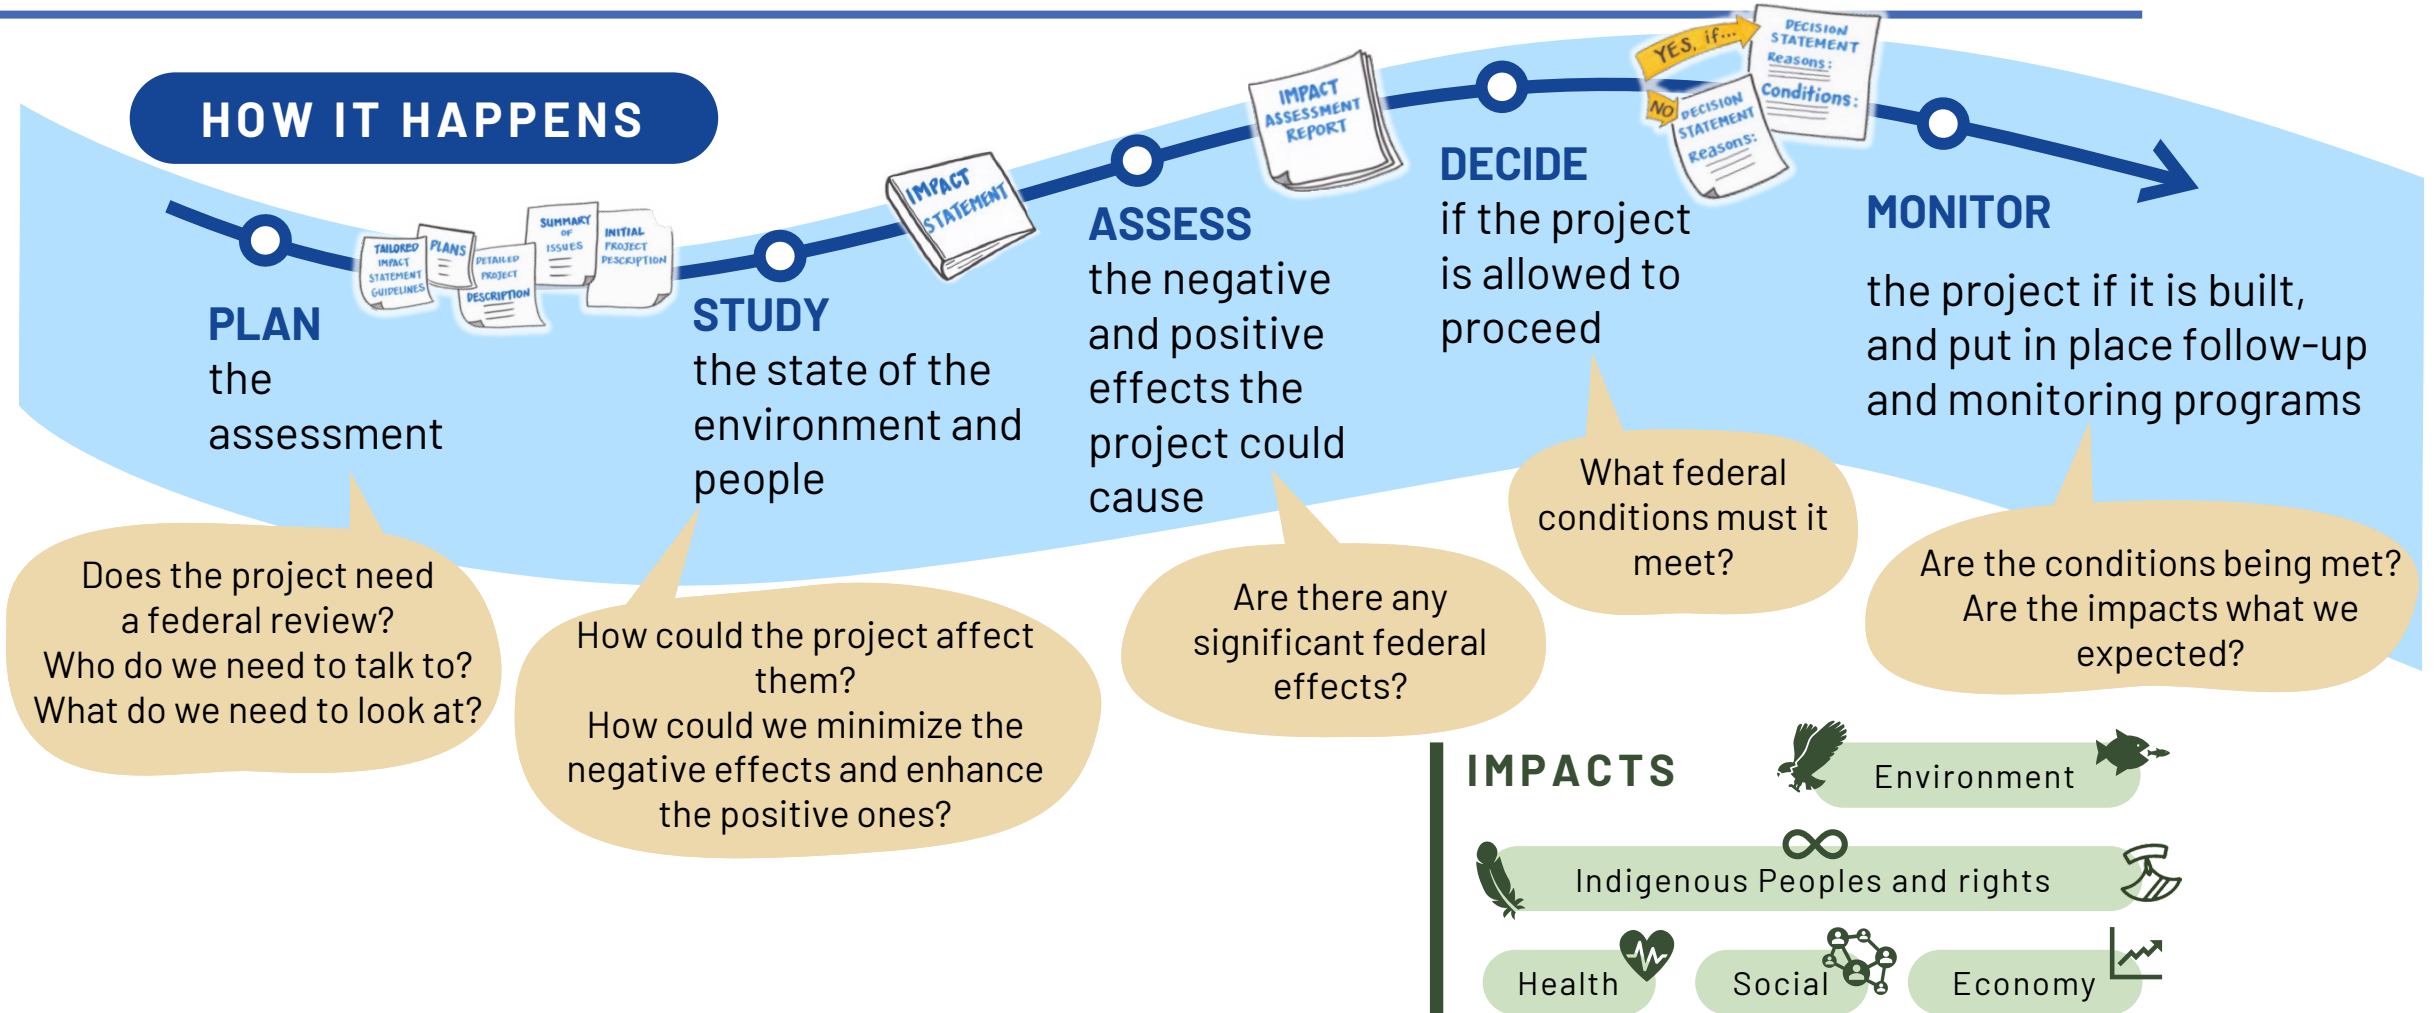 HOW IT HAPPENS
PLAN
the
assessment
TAILORED
IMPACT
STATEMENT
GUIDELINES
PLANS
DETAILED
PROJECT
DESCRIPTION
SUMMARY
OF
ISSUES
INITIAL
PROJECT
DESCRIPTION
Does the project need
a federal review?
Who do we need to talk to?
What do we need to look at?
STUDY
the state of the
environment and
people
IMPACT
STATEMENT
How could the project affect
them?
How could we minimize the
negative effects and enhance
the positive ones?
ASSESS
the negative
and positive
effects the
project could
cause
IMPACT
ASSESSMENT
REPORT
Are there any
significant federal
effects?
DECIDE
if the project
is allowed to
proceed
YES, if...
DECISION
STATEMENT
Reasons:
Conditions:
NO
DECISION
STATEMENT
Reasons:
What federal
conditions must it
meet?
MONITOR
the project if it is built,
and put in place follow-up
and monitoring programs
Are the conditions being met?
Are the impacts what we
expected?
IMPACTS
Environment
Indigenous Peoples and rights
Health
Social
Economy